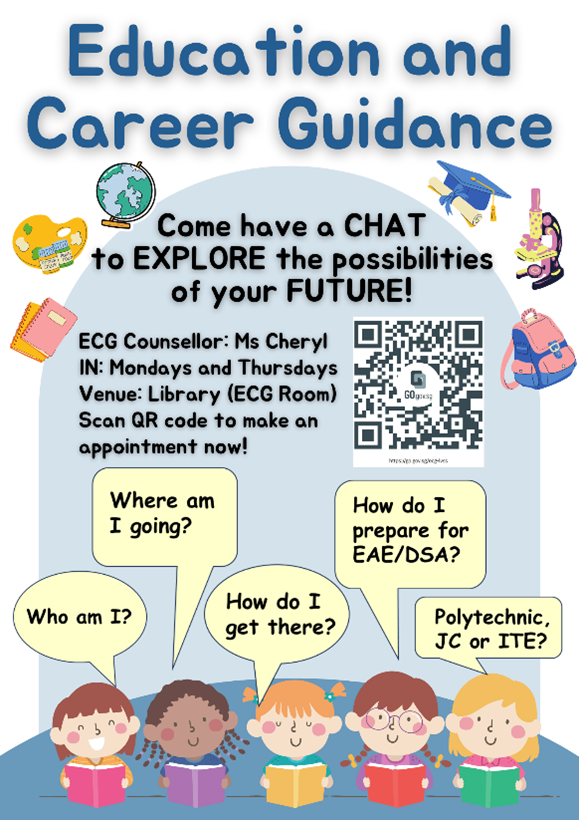 Education and
Career Guidance
Come have a CHAT
to EXPLORE the possibilities
of your FUTURE!
ECG Counsellor: Ms Cheryl
IN: Mondays and Thursdays
Venue: Library (ECG Room)
Scan QR code to make an
appointment now!
GOgovsg
Where am
I going?
How do I
prepare for
EAE/DSA?
Who am I?
How do I
get there?
Polytechnic,
JC or ITE?